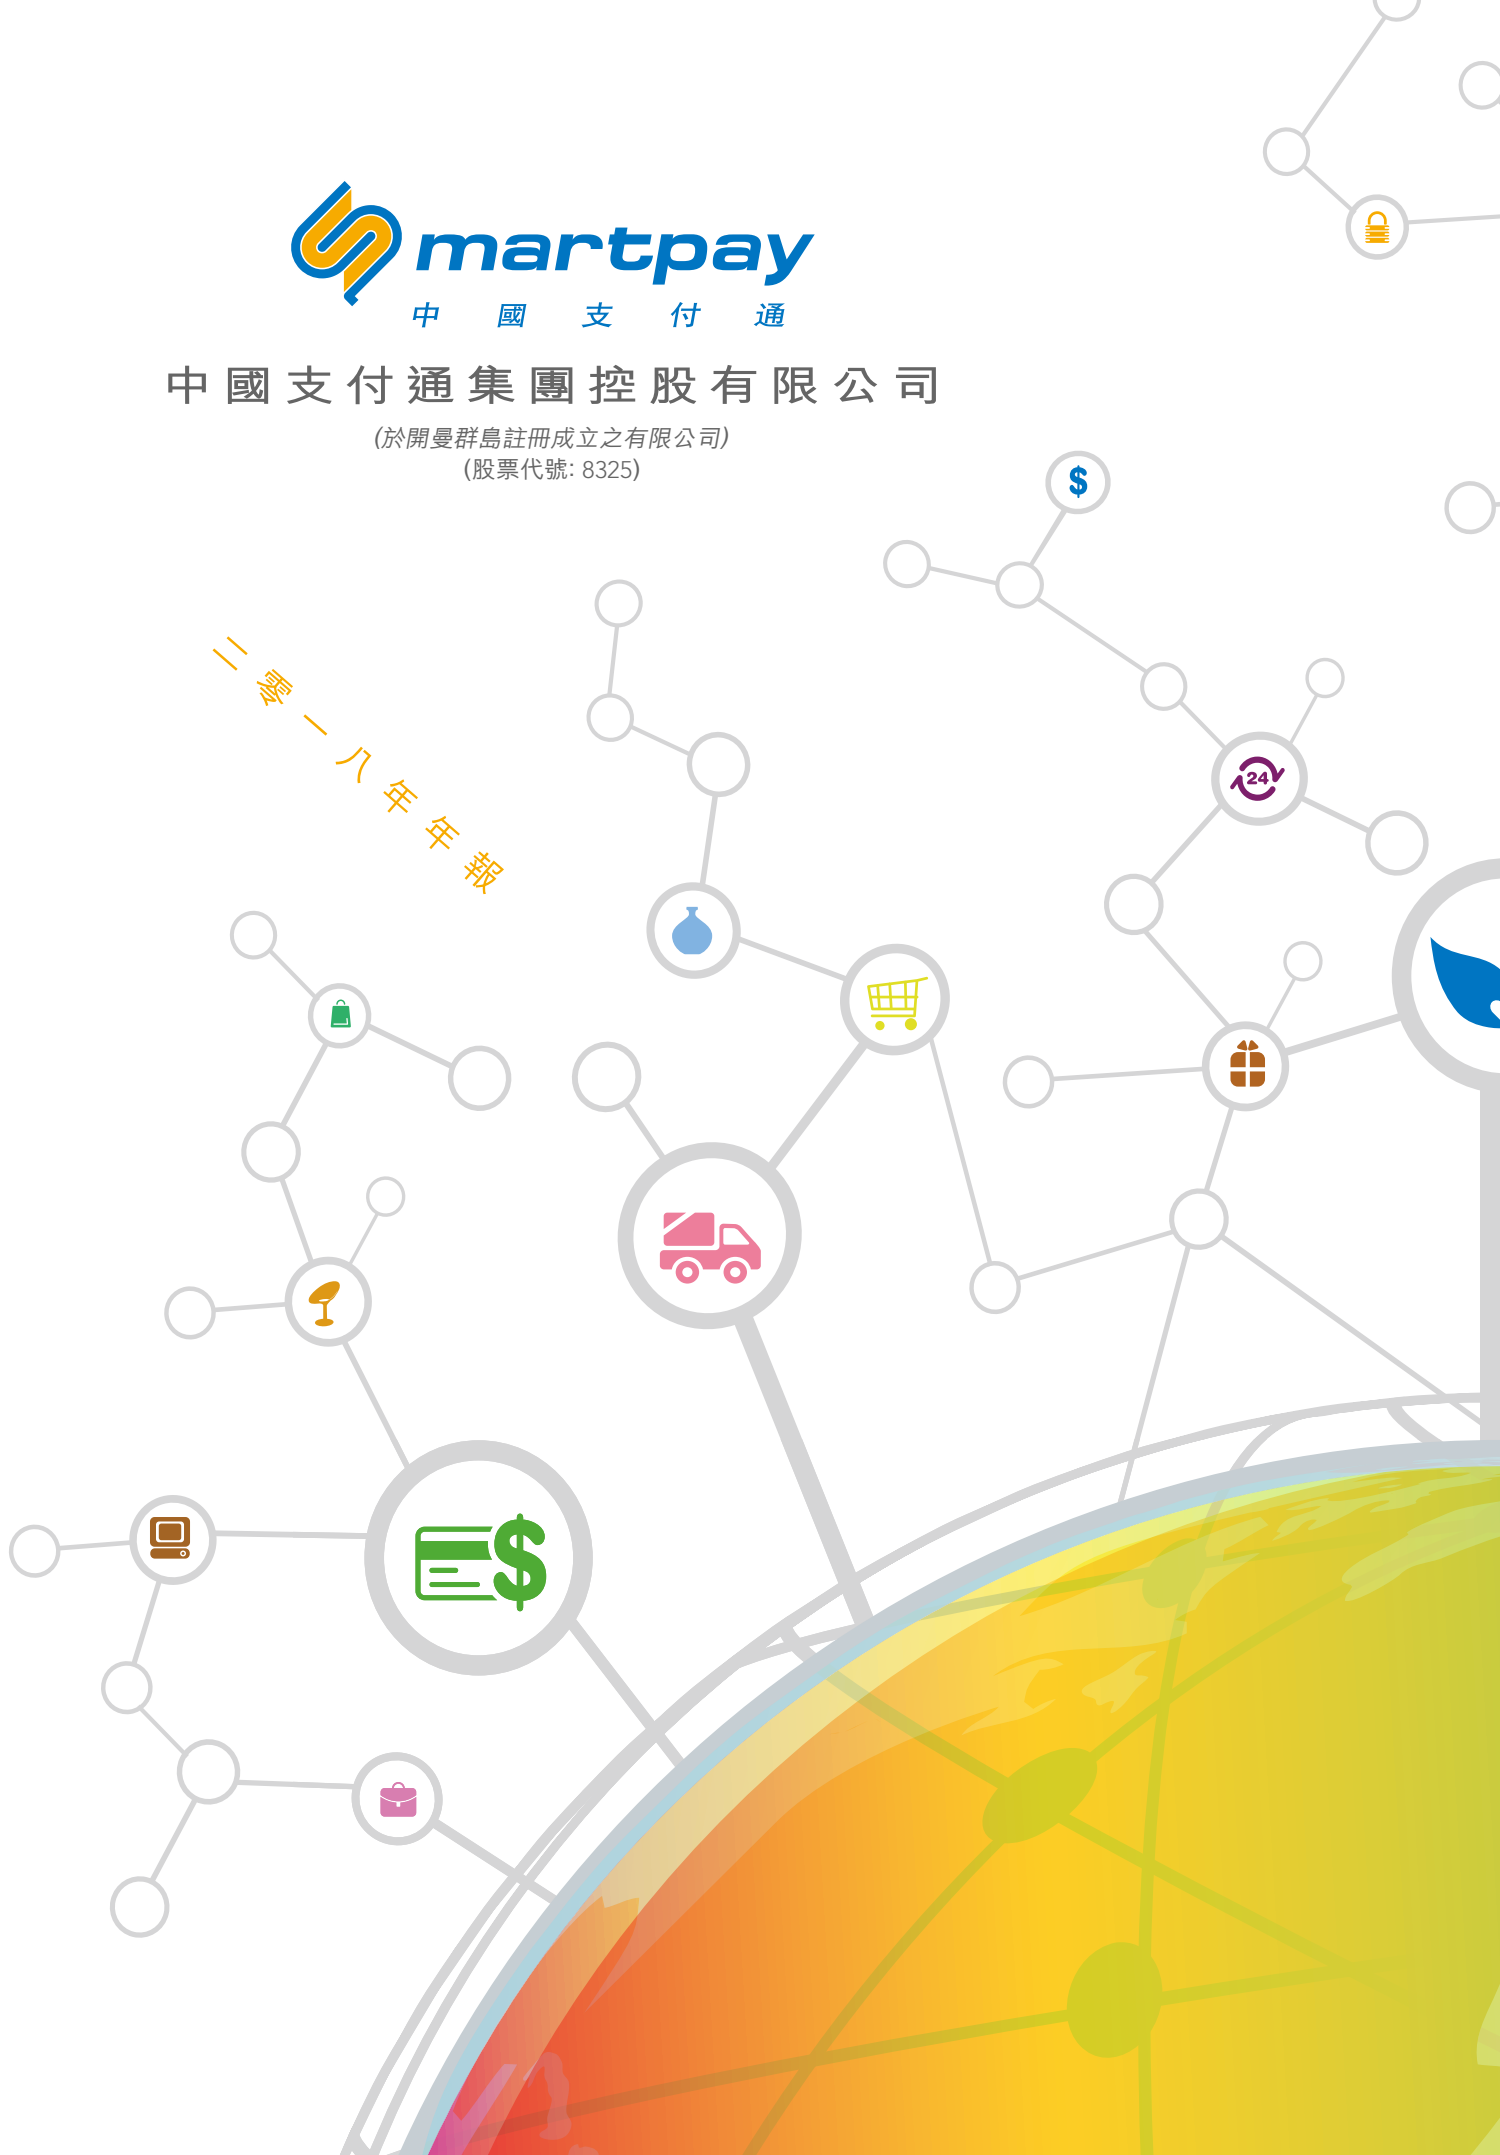 smartpay
中國支付通
中國支付通集團控股有限公司
(於開曼群島註冊成立之有限公司)
(股票代號: 8325)
二零一八年年報
$
24
$